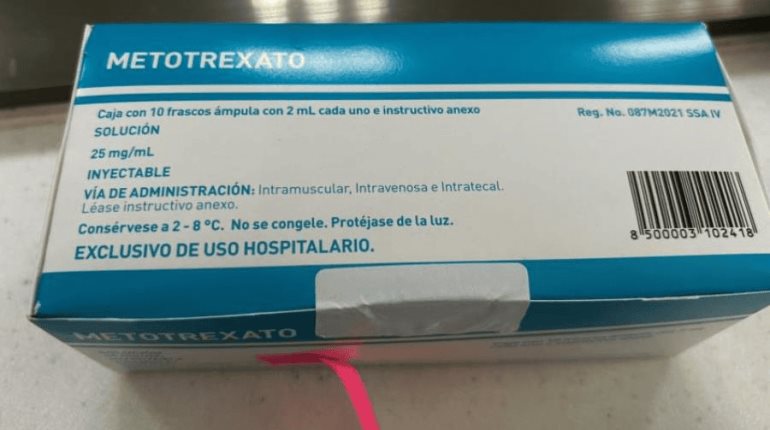 METOTREXATO
Caja con 10 frascos ámpula con 2 mL cada uno e instructivo anexo
Reg. No. 087M2021 SSA IV
SOLUCIÓN
25 mg/mL
INYECTABLE
VÍA DE ADMINISTRACIÓN: Intramuscular, Intravenosa e Intratecal.
Léase instructivo anexo.
Consérvese a 2 - 8 ºC. No se congele. Protéjase de la luz.
EXCLUSIVO DE USO HOSPITALARIO.
8 500003 102418
METOTREXATO